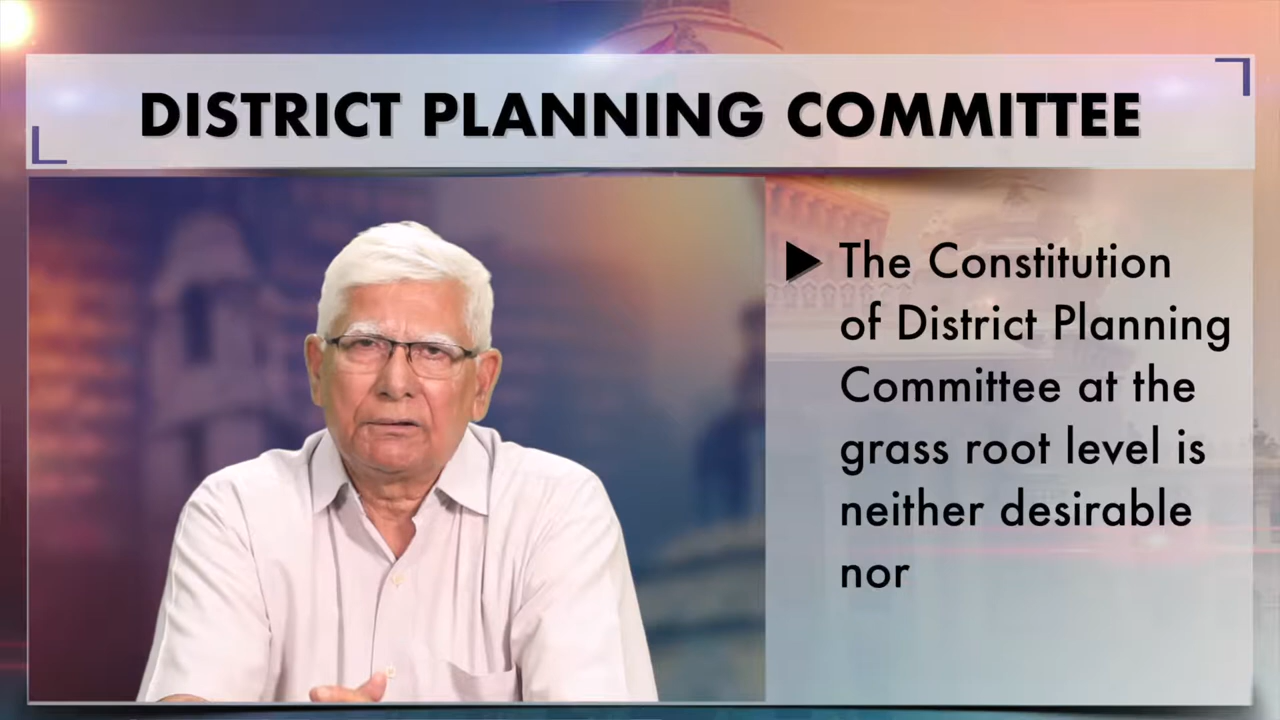 DISTRICT PLANNING COMMITTEE
The Constitution
of District Planning
Committee at the
grass root level is
neither desirable
nor